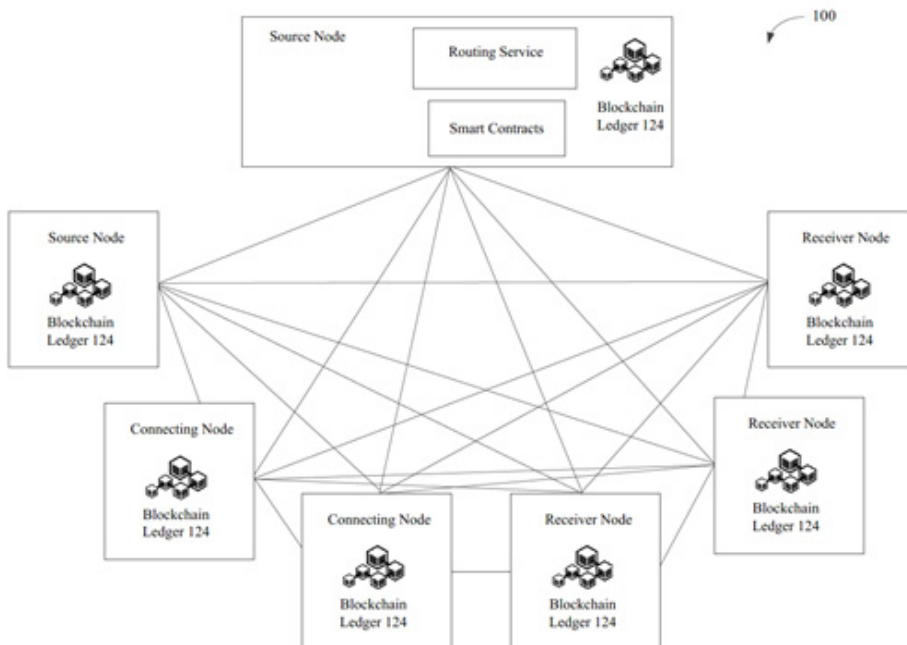 100
Source Node
Routing Service
Smart Contracts
Blockchain
Ledger 124
Source Node
Blockchain
Ledger 124
Receiver Node
Blockchain
Ledger 124
Connecting Node
Blockchain
Ledger 124
Receiver Node
Blockchain
Ledger 124
Connecting Node
Blockchain
Ledger 124
Receiver Node
Blockchain
Ledger 124